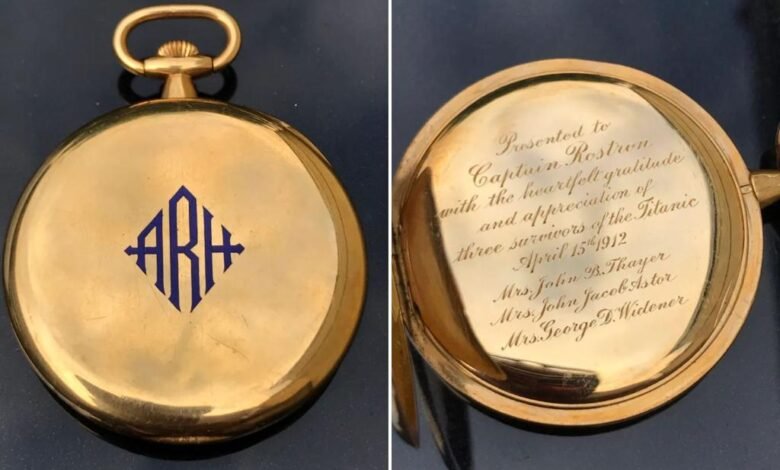 ARH
Presented to
Captain Rostron
with the heartfelt gratitude
and appreciation of
three survivors of the Titanic
April 15th 1912
Mrs. John B. Thayer
Mrs. John Jacob Astor
Mrs. George D. Widener